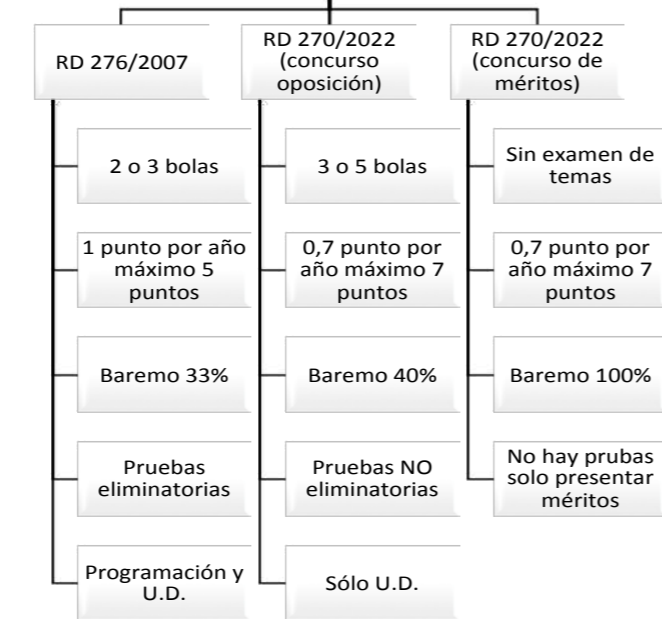 RD 276/2007
2 o 3 bolas
1 punto por año
máximo 5
puntos
Baremo 33%
Pruebas
eliminatorias
Programación y
U.D.
RD 270/2022
(concurso
oposición)
3 o 5 bolas
0,7 punto por
año máximo 7
puntos
Baremo 40%
Pruebas NO
eliminatorias
Sólo U.D.
RD 270/2022
(concurso de
méritos)
Sin examen de
temas
0,7 punto por
año máximo 7
puntos
Baremo 100%
No hay prubas
solo presentar
méritos